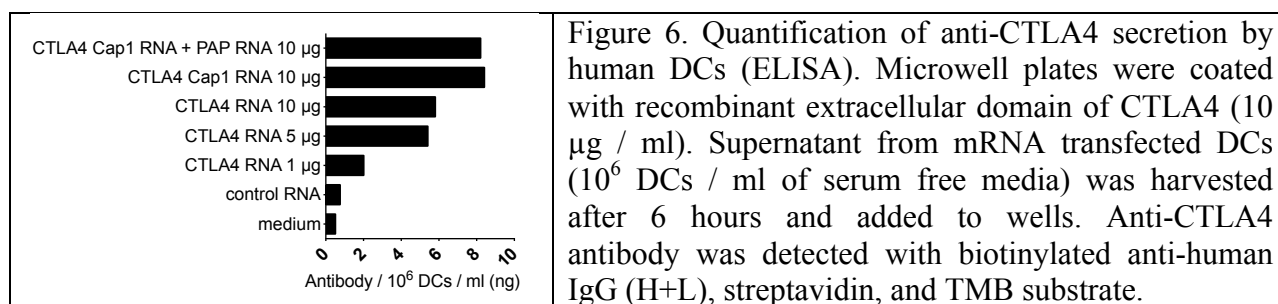 CTLA4 Cap1 RNA + PAP RNA 10 µg
CTLA4 Cap1 RNA 10 µg
CTLA4 RNA 10 µg
CTLA4 RNA 5 µg
CTLA4 RNA 1 µg
control RNA
medium
0 2 4 6 8 10
Antibody / 10⁶ DCs / ml (ng)
Figure 6. Quantification of anti-CTLA4 secretion by
human DCs (ELISA). Microwell plates were coated
with recombinant extracellular domain of CTLA4 (10
µg / ml). Supernatant from mRNA transfected DCs
(10⁶ DCs / ml of serum free media) was harvested
after 6 hours and added to wells. Anti-CTLA4
antibody was detected with biotinylated anti-human
IgG (H+L), streptavidin, and TMB substrate.